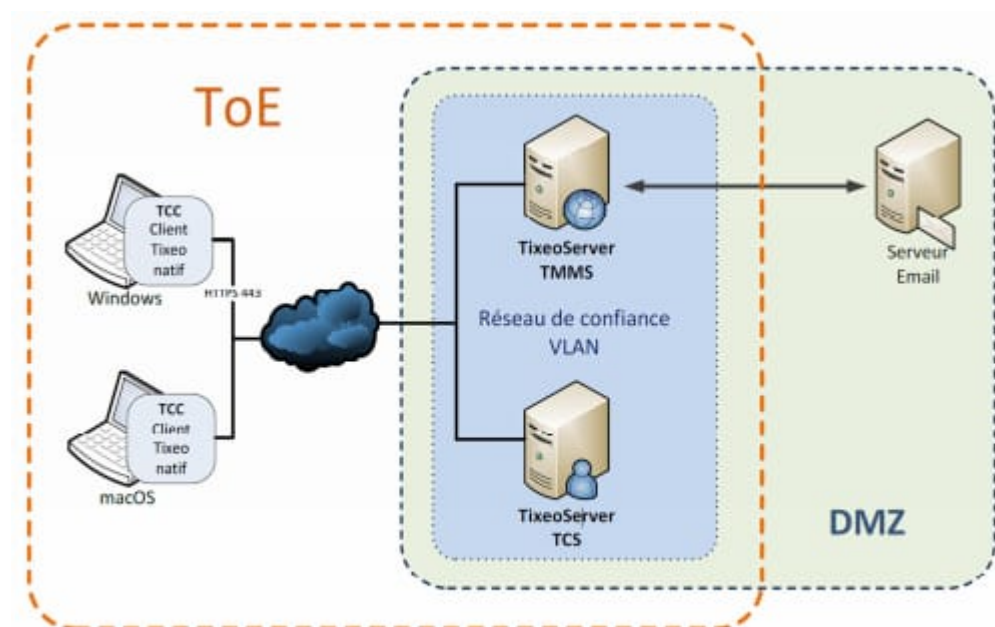 ToE
TCC
Client
Tixeo
natif
Windows
HTTPS 443
TCC
Client
Tixeo
natif
macOS
TixeoServer
TMMS
Réseau de confiance
VLAN
TixeoServer
TCS
Serveur
Email
DMZ